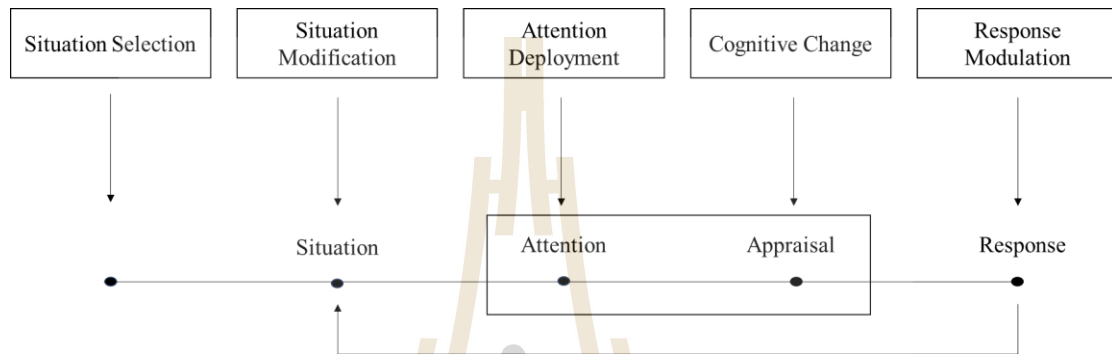 Situation Selection
Situation
Modification
Attention
Deployment
Cognitive Change
Response
Modulation
Situation
Attention
Appraisal
Response